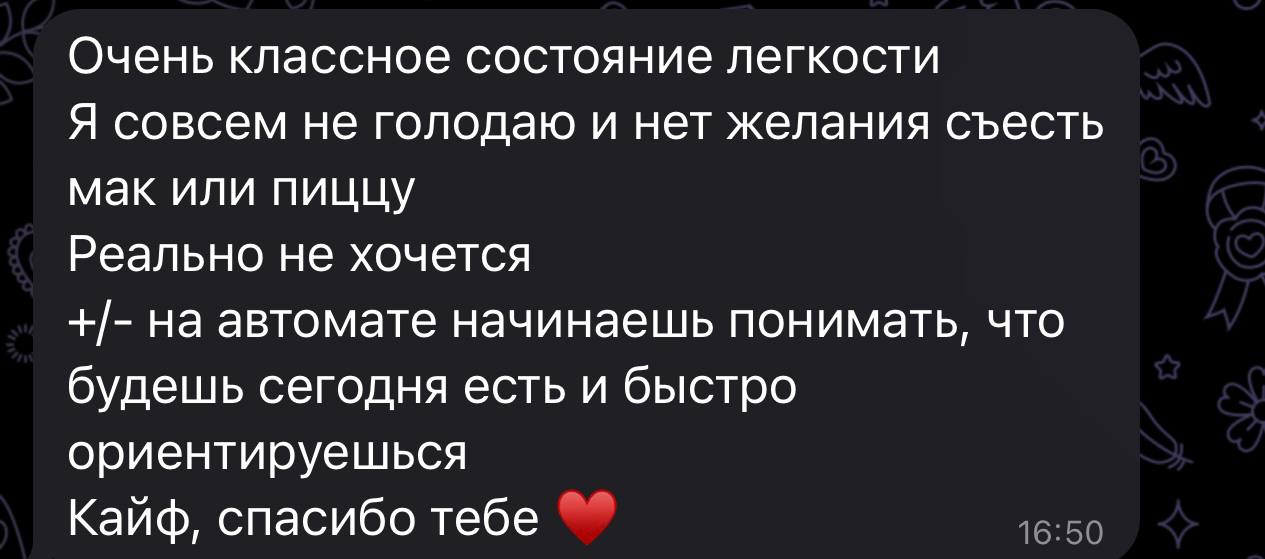 Очень классное состояние легкости
Я совсем не голодаю и нет желания съесть
мак или пиццу
Реально не хочется
+/- на автомате начинаешь понимать, что
будешь сегодня есть и быстро
ориентируешься
Кайф, спасибо тебе ♥️
16:50